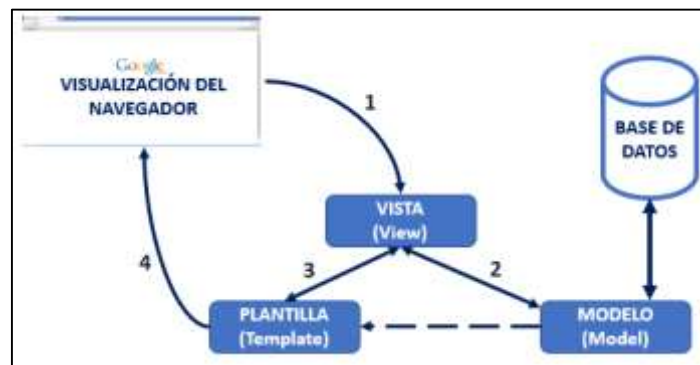 Google
VISUALIZACIÓN DEL
NAVEGADOR
1
BASE DE
DATOS
VISTA
(View)
4
3
2
PLANTILLA
(Template)
MODELO
(Model)